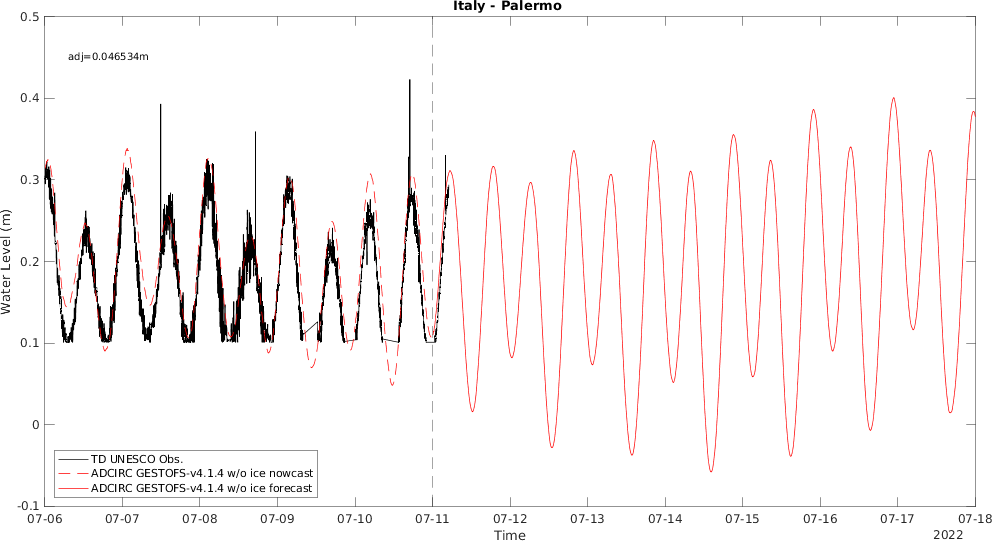 Italy - Palermo
adj=0.046534m
0.5
0.4
0.3
0.2
0.1
0
-0.1
Water Level (m)
TD UNESCO Obs.
ADCIRC GESTOFS-v4.1.4 w/o ice nowcast
ADCIRC GESTOFS-v4.1.4 w/o ice forecast
07-06 07-07 07-08 07-09 07-10 07-11 07-12 07-13 07-14 07-15 07-16 07-17 07-18
Time
2022